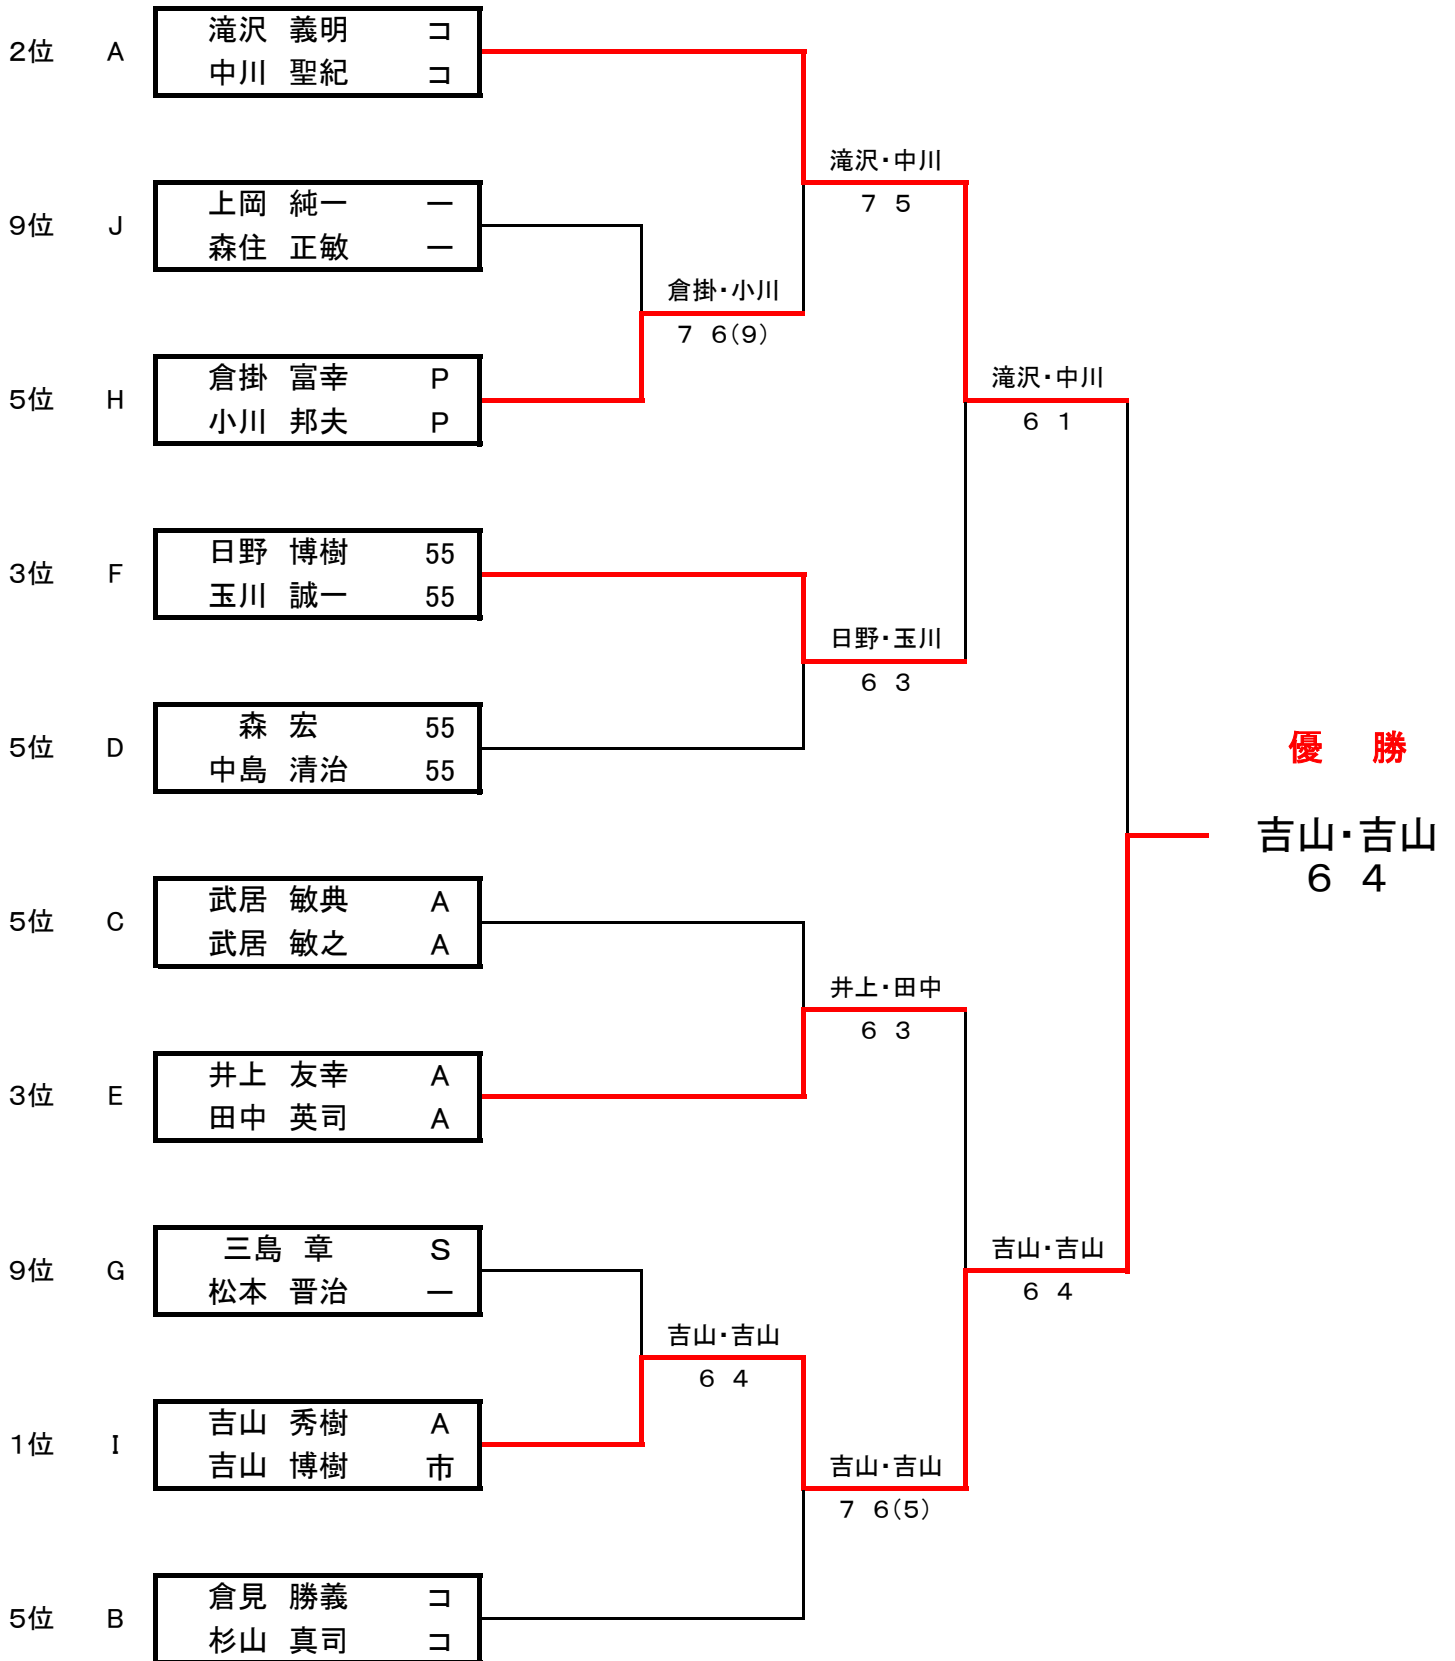 2位 A 滝沢 義明 コ
中川 聖紀 コ
滝沢・中川
7 5
9位 J 上岡 純一 一
森住 正敏 一
倉掛・小川
7 6(9)
5位 H 倉掛 富幸 P
小川 邦夫 P
滝沢・中川
6 1
3位 F 日野 博樹 55
玉川 誠一 55
日野・玉川
6 3
5位 D 森 宏 55
中島 清治 55
優 勝
吉山・吉山
6 4
5位 C 武居 敏典 A
武居 敏之 A
井上・田中
6 3
3位 E 井上 友幸 A
田中 英司 A
9位 G 三島 章 S
松本 晋治 一
吉山・吉山
6 4
吉山・吉山
6 4
1位 I 吉山 秀樹 A
吉山 博樹 市
吉山・吉山
7 6(5)
5位 B 倉見 勝義 コ
杉山 真司 コ